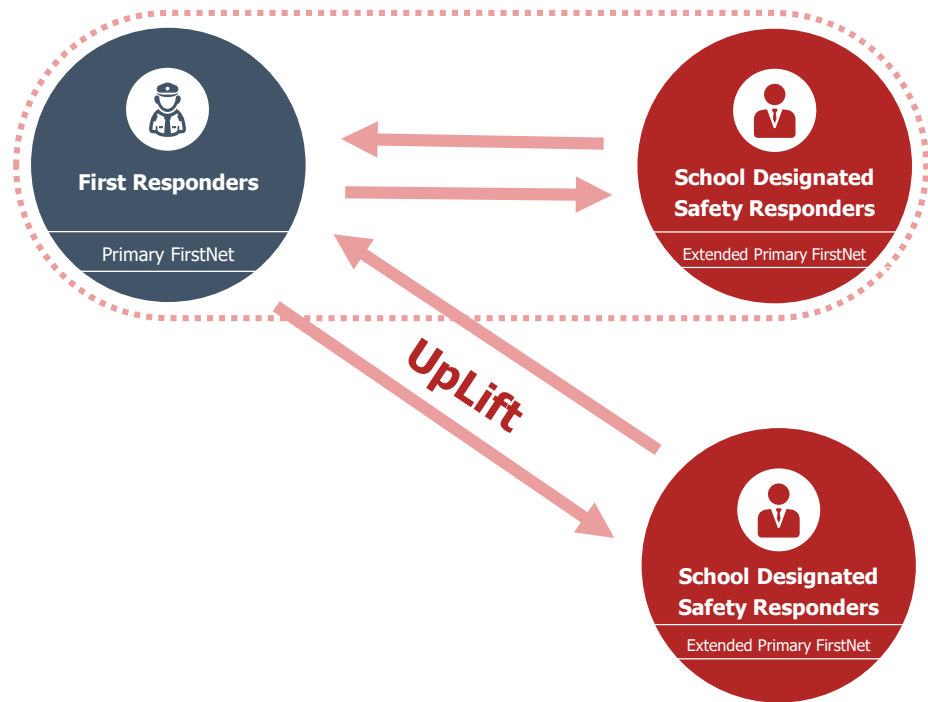 First Responders
Primary FirstNet
School Designated
Safety Responders
Extended Primary FirstNet
UpLift
School Designated
Safety Responders
Extended Primary FirstNet